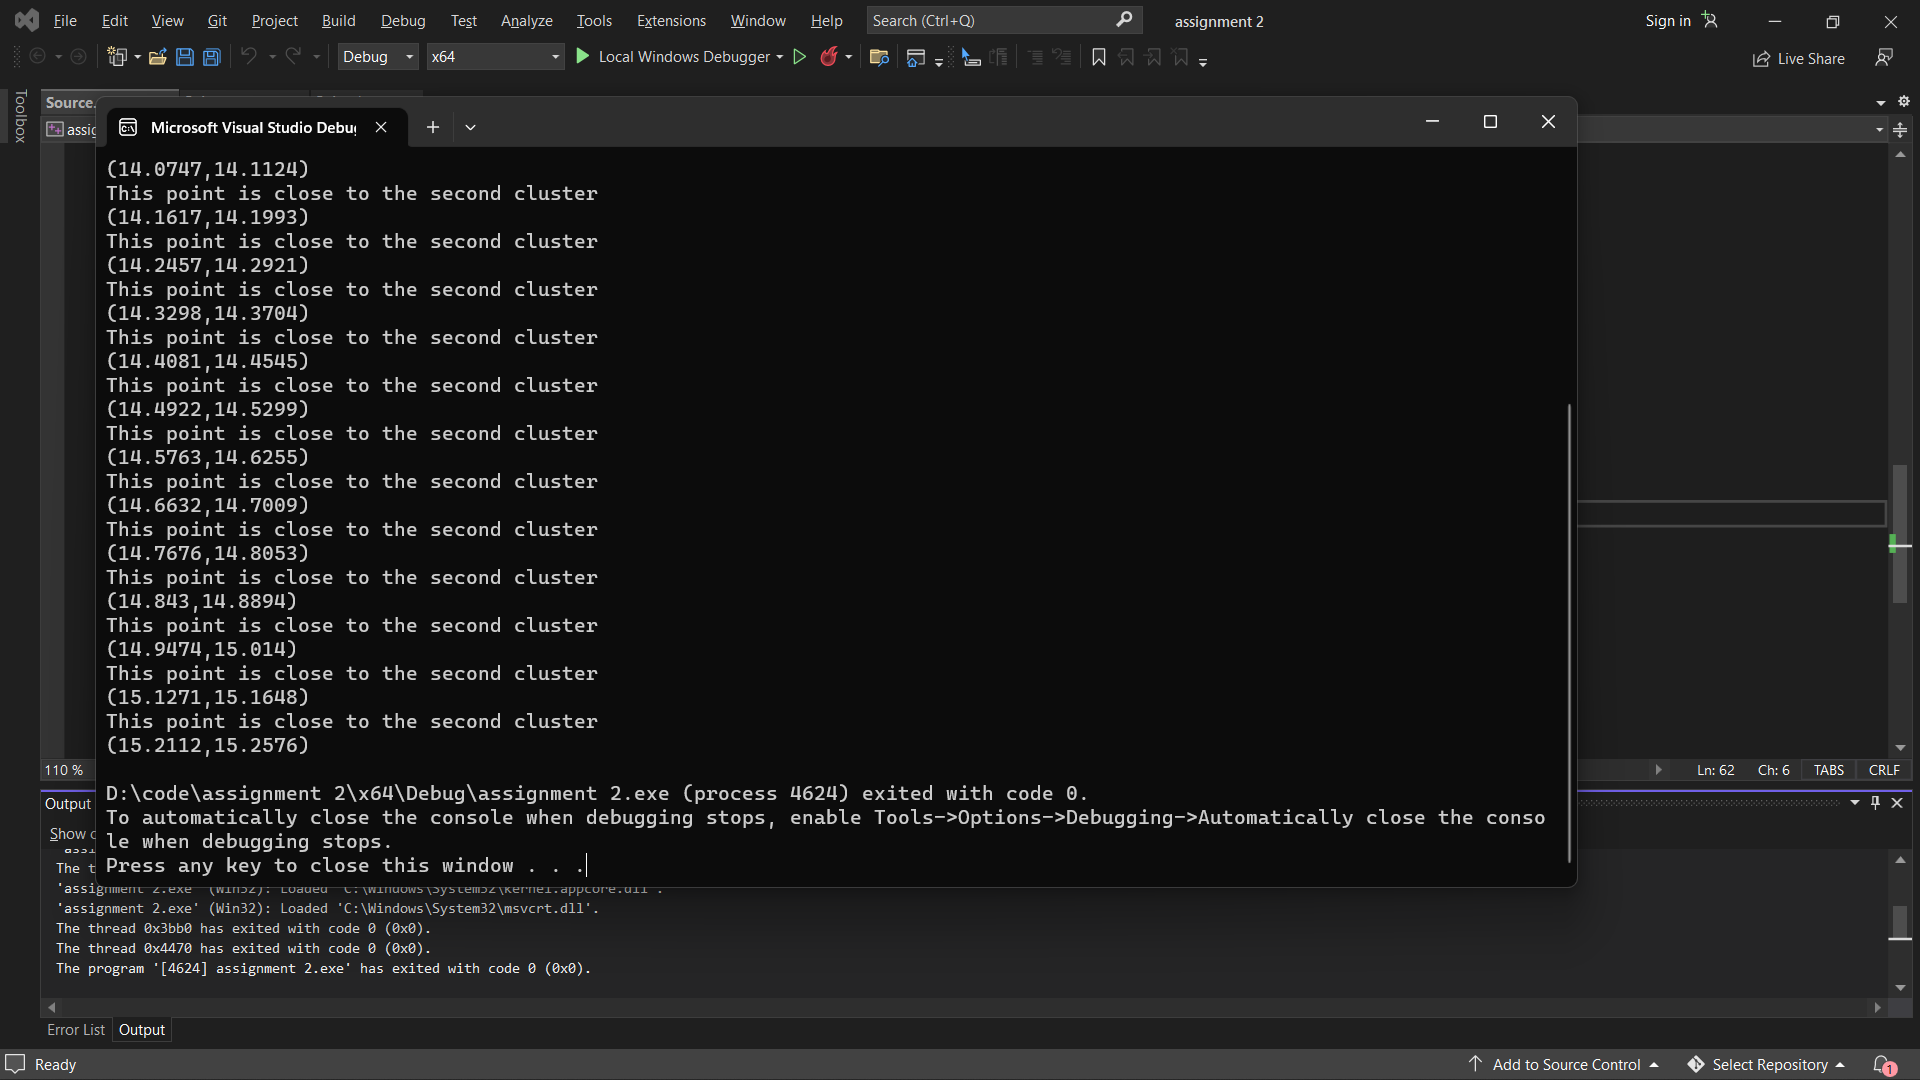 File Edit View Git Project Build Debug Test Analyze Tools Extensions Window Help Search (Ctrl+Q) assignment 2 Sign in
Debug x64 Local Windows Debugger Live Share
Toolbox
Source.
assig
Microsoft Visual Studio Debug
(14.0747,14.1124)
This point is close to the second cluster
(14.1617,14.1993)
This point is close to the second cluster
(14.2457,14.2921)
This point is close to the second cluster
(14.3298,14.3704)
This point is close to the second cluster
(14.4081,14.4545)
This point is close to the second cluster
(14.4922,14.5299)
This point is close to the second cluster
(14.5763,14.6255)
This point is close to the second cluster
(14.6632,14.7009)
This point is close to the second cluster
(14.7676,14.8053)
This point is close to the second cluster
(14.843,14.8894)
This point is close to the second cluster
(14.9474,15.014)
This point is close to the second cluster
(15.1271,15.1648)
This point is close to the second cluster
(15.2112,15.2576)
D:\code\assignment 2\x64\Debug\assignment 2.exe (process 4624) exited with code 0.
To automatically close the console when debugging stops, enable Tools->Options->Debugging->Automatically close the conso
le when debugging stops.
Press any key to close this window . . .
110 % Ln: 62 Ch: 6 TABS CRLF
Output
Show o
The t
'assignment 2.exe' (Win32): Loaded 'C:\Windows\System32\kernel.appcore.dll'.
'assignment 2.exe' (Win32): Loaded 'C:\Windows\System32\msvcrt.dll'.
The thread 0x3bb0 has exited with code 0 (0x0).
The thread 0x4470 has exited with code 0 (0x0).
The program '[4624] assignment 2.exe' has exited with code 0 (0x0).
Error List Output
Ready Add to Source Control Select Repository 1